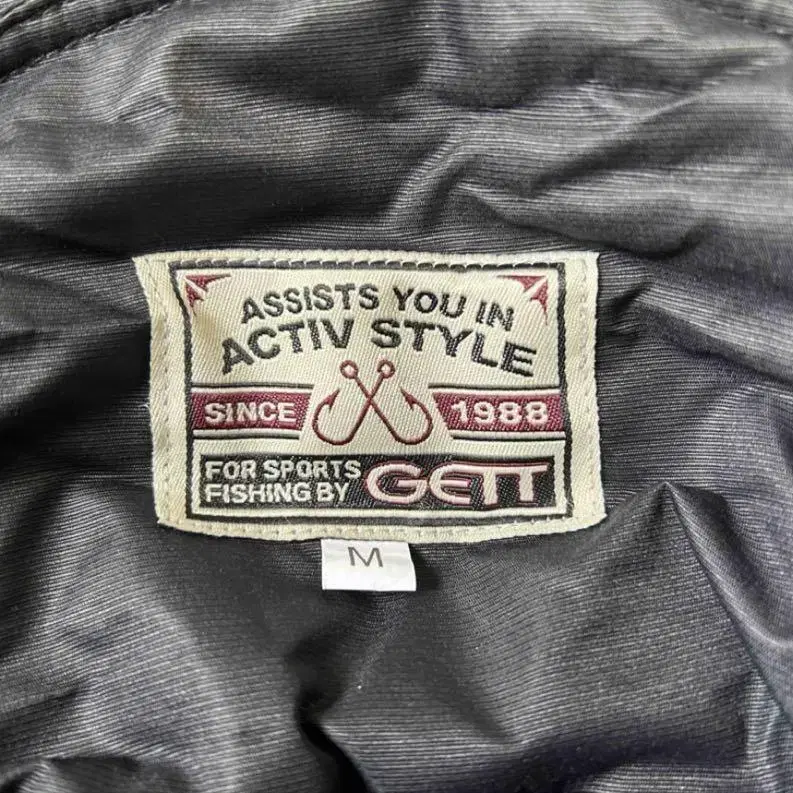 ASSISTS YOU IN
ACTIV STYLE
SINCE 1988
FOR SPORTS
FISHING BY GETT
M